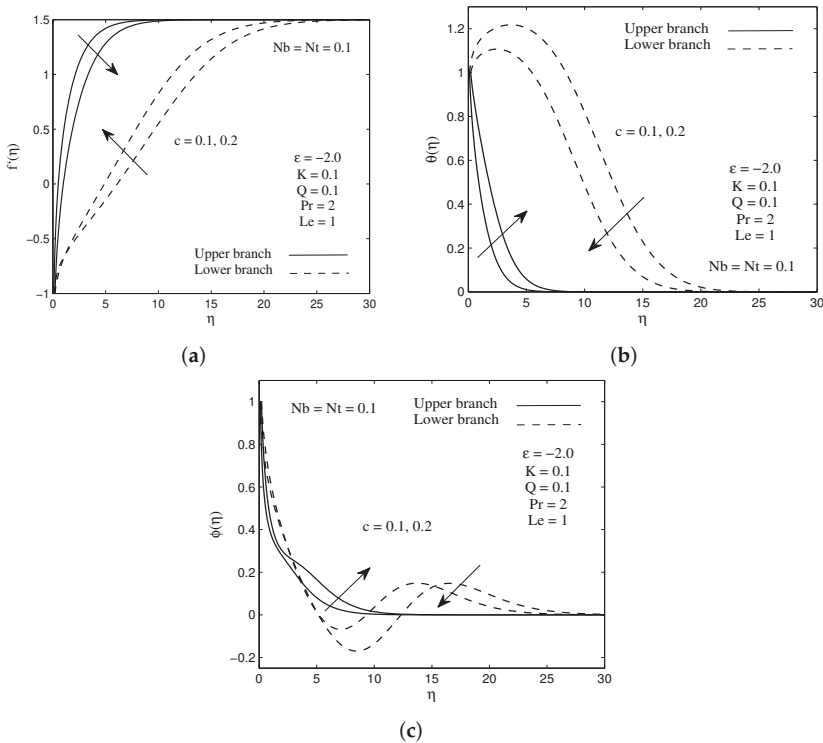 1.5
1
1.5
0
−0.5
−1
0
5
10
15
20
25
30
f'(η)
η
Nb = Nt = 0.1
c = 0.1, 0.2
ε = −2.0
K = 0.1
Q = 0.1
Pr = 2
Le = 1
Upper branch
Lower branch
(a)
1.2
1
0.8
0.6
0.4
0.2
0
0
5
10
15
20
25
30
θ(η)
η
Upper branch
Lower branch
c = 0.1, 0.2
ε = −2.0
K = 0.1
Q = 0.1
Pr = 2
Le = 1
Nb = Nt = 0.1
(b)
1
0.8
0.6
0.4
0.2
0
−0.2
0
5
10
15
20
25
30
ϕ(η)
η
Nb = Nt = 0.1
Upper branch
Lower branch
ε = −2.0
K = 0.1
Q = 0.1
Pr = 2
Le = 1
c = 0.1, 0.2
(c)